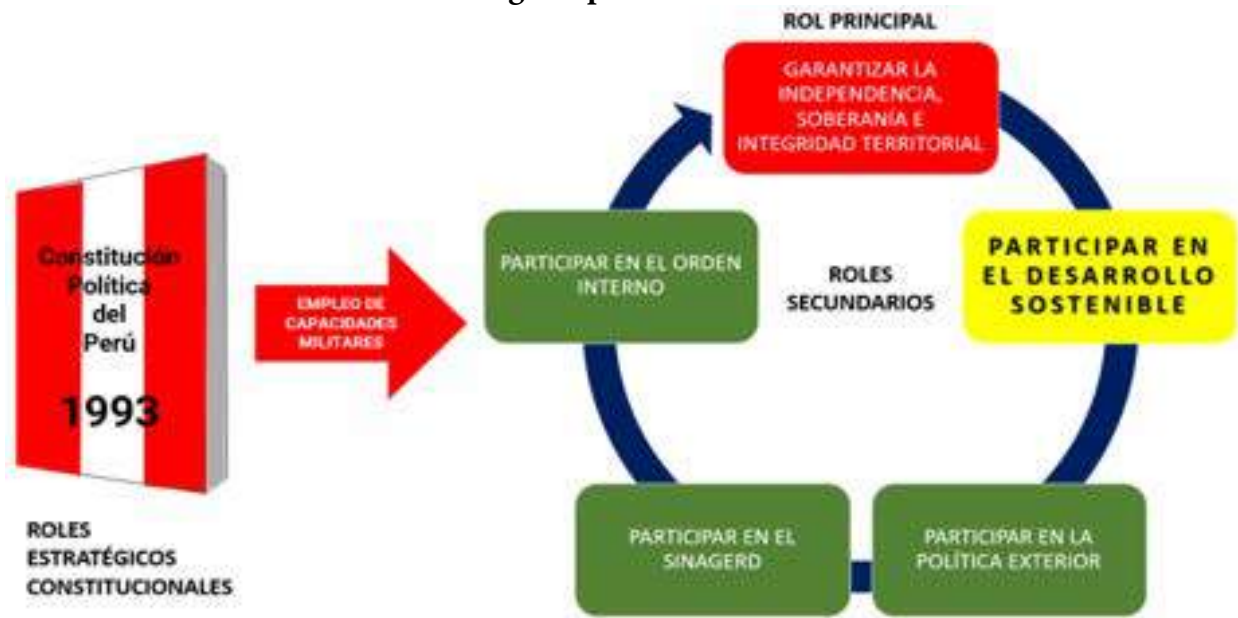 ROL PRINCIPAL
GARANTIZAR LA
INDEPENDENCIA,
SOBERANÍA E
INTEGRIDAD TERRITORIAL
Constitución
Política
del
Perú
1993
EMPLEO DE
CAPACIDADES
MILITARES
PARTICIPAR EN EL ORDEN
INTERNO
ROLES
SECUNDARIOS
PARTICIPAR EN
EL DESARROLLO
SOSTENIBLE
ROLES
ESTRATÉGICOS
CONSTITUCIONALES
PARTICIPAR EN EL
SINAGERD
PARTICIPAR EN LA
POLÍTICA EXTERIOR